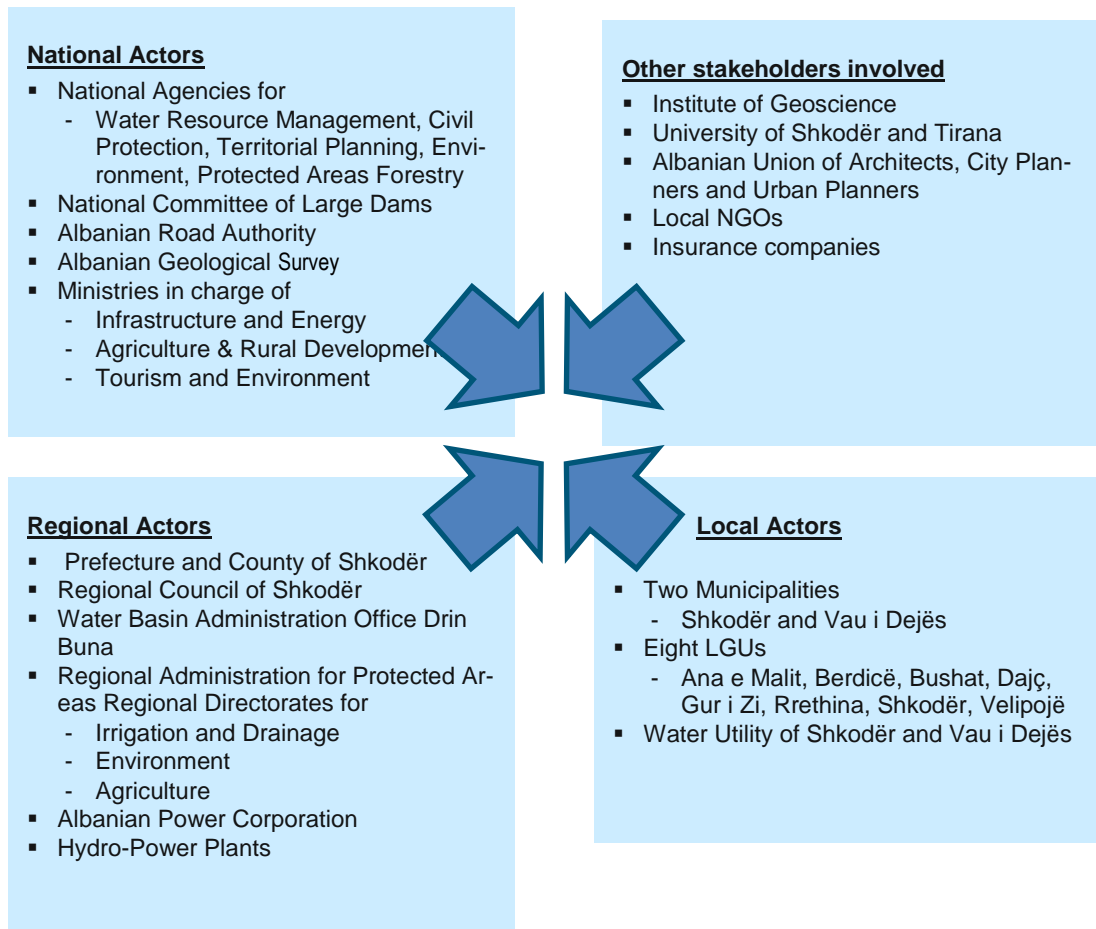 National Actors
▪ National Agencies for
- Water Resource Management, Civil
Protection, Territorial Planning, Envi-
ronment, Protected Areas Forestry
▪ National Committee of Large Dams
▪ Albanian Road Authority
▪ Albanian Geological Survey
▪ Ministries in charge of
- Infrastructure and Energy
- Agriculture & Rural Developmen
- Tourism and Environment
Other stakeholders involved
▪ Institute of Geoscience
▪ University of Shkodër and Tirana
▪ Albanian Union of Architects, City Plan-
ners and Urban Planners
▪ Local NGOs
▪ Insurance companies
Regional Actors
▪ Prefecture and County of Shkodër
▪ Regional Council of Shkodër
▪ Water Basin Administration Office Drin
Buna
▪ Regional Administration for Protected Ar-
eas Regional Directorates for
- Irrigation and Drainage
- Environment
- Agriculture
▪ Albanian Power Corporation
▪ Hydro-Power Plants
Local Actors
▪ Two Municipalities
- Shkodër and Vau i Dejës
▪ Eight LGUs
- Ana e Malit, Berdicë, Bushat, Dajç,
Gur i Zi, Rrethina, Shkodër, Velipojë
▪ Water Utility of Shkodër and Vau i Dejës